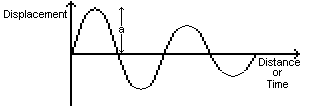 Displacement
a
Distance
or
Time